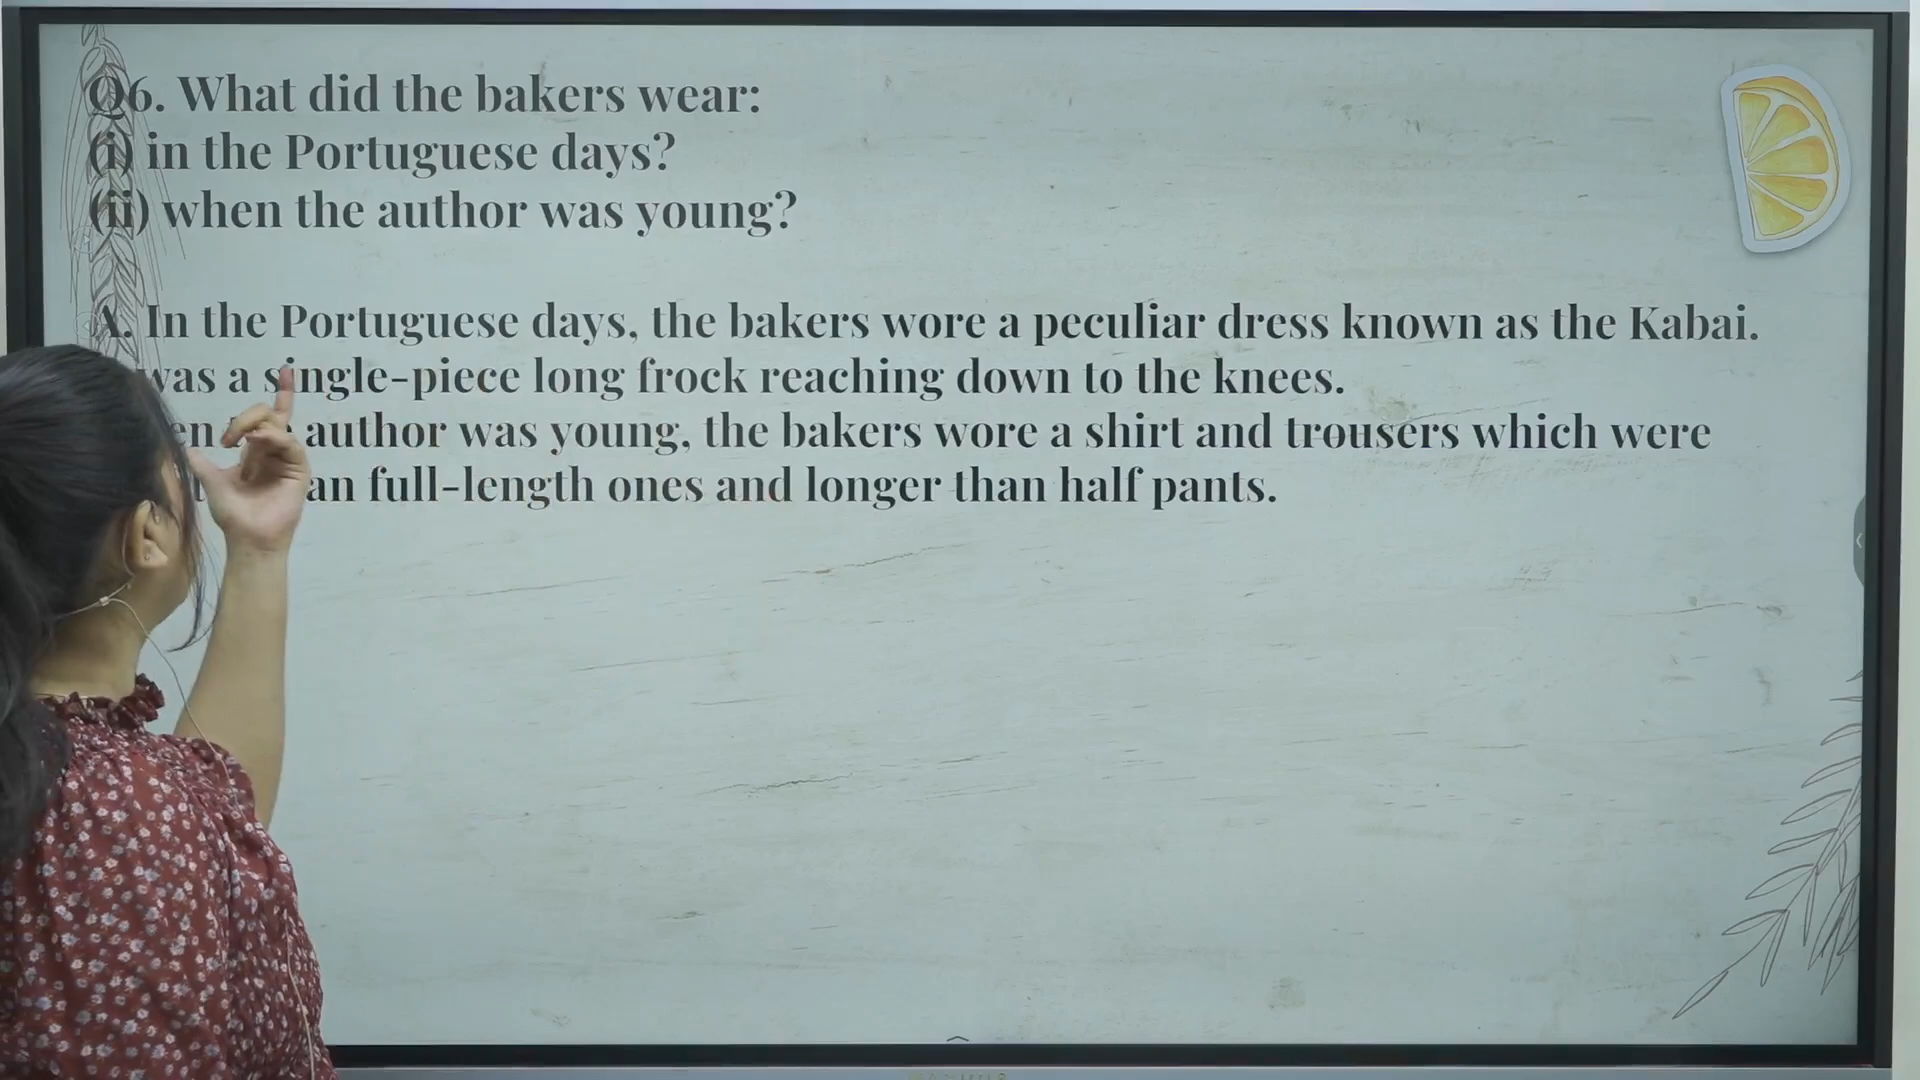 Q6. What did the bakers wear:
(i) in the Portuguese days?
(ii) when the author was young?
A. In the Portuguese days, the bakers wore a peculiar dress known as the Kabai.
was a single-piece long frock reaching down to the knees.
author was young, the bakers wore a shirt and trousers which were
full-length ones and longer than half pants.